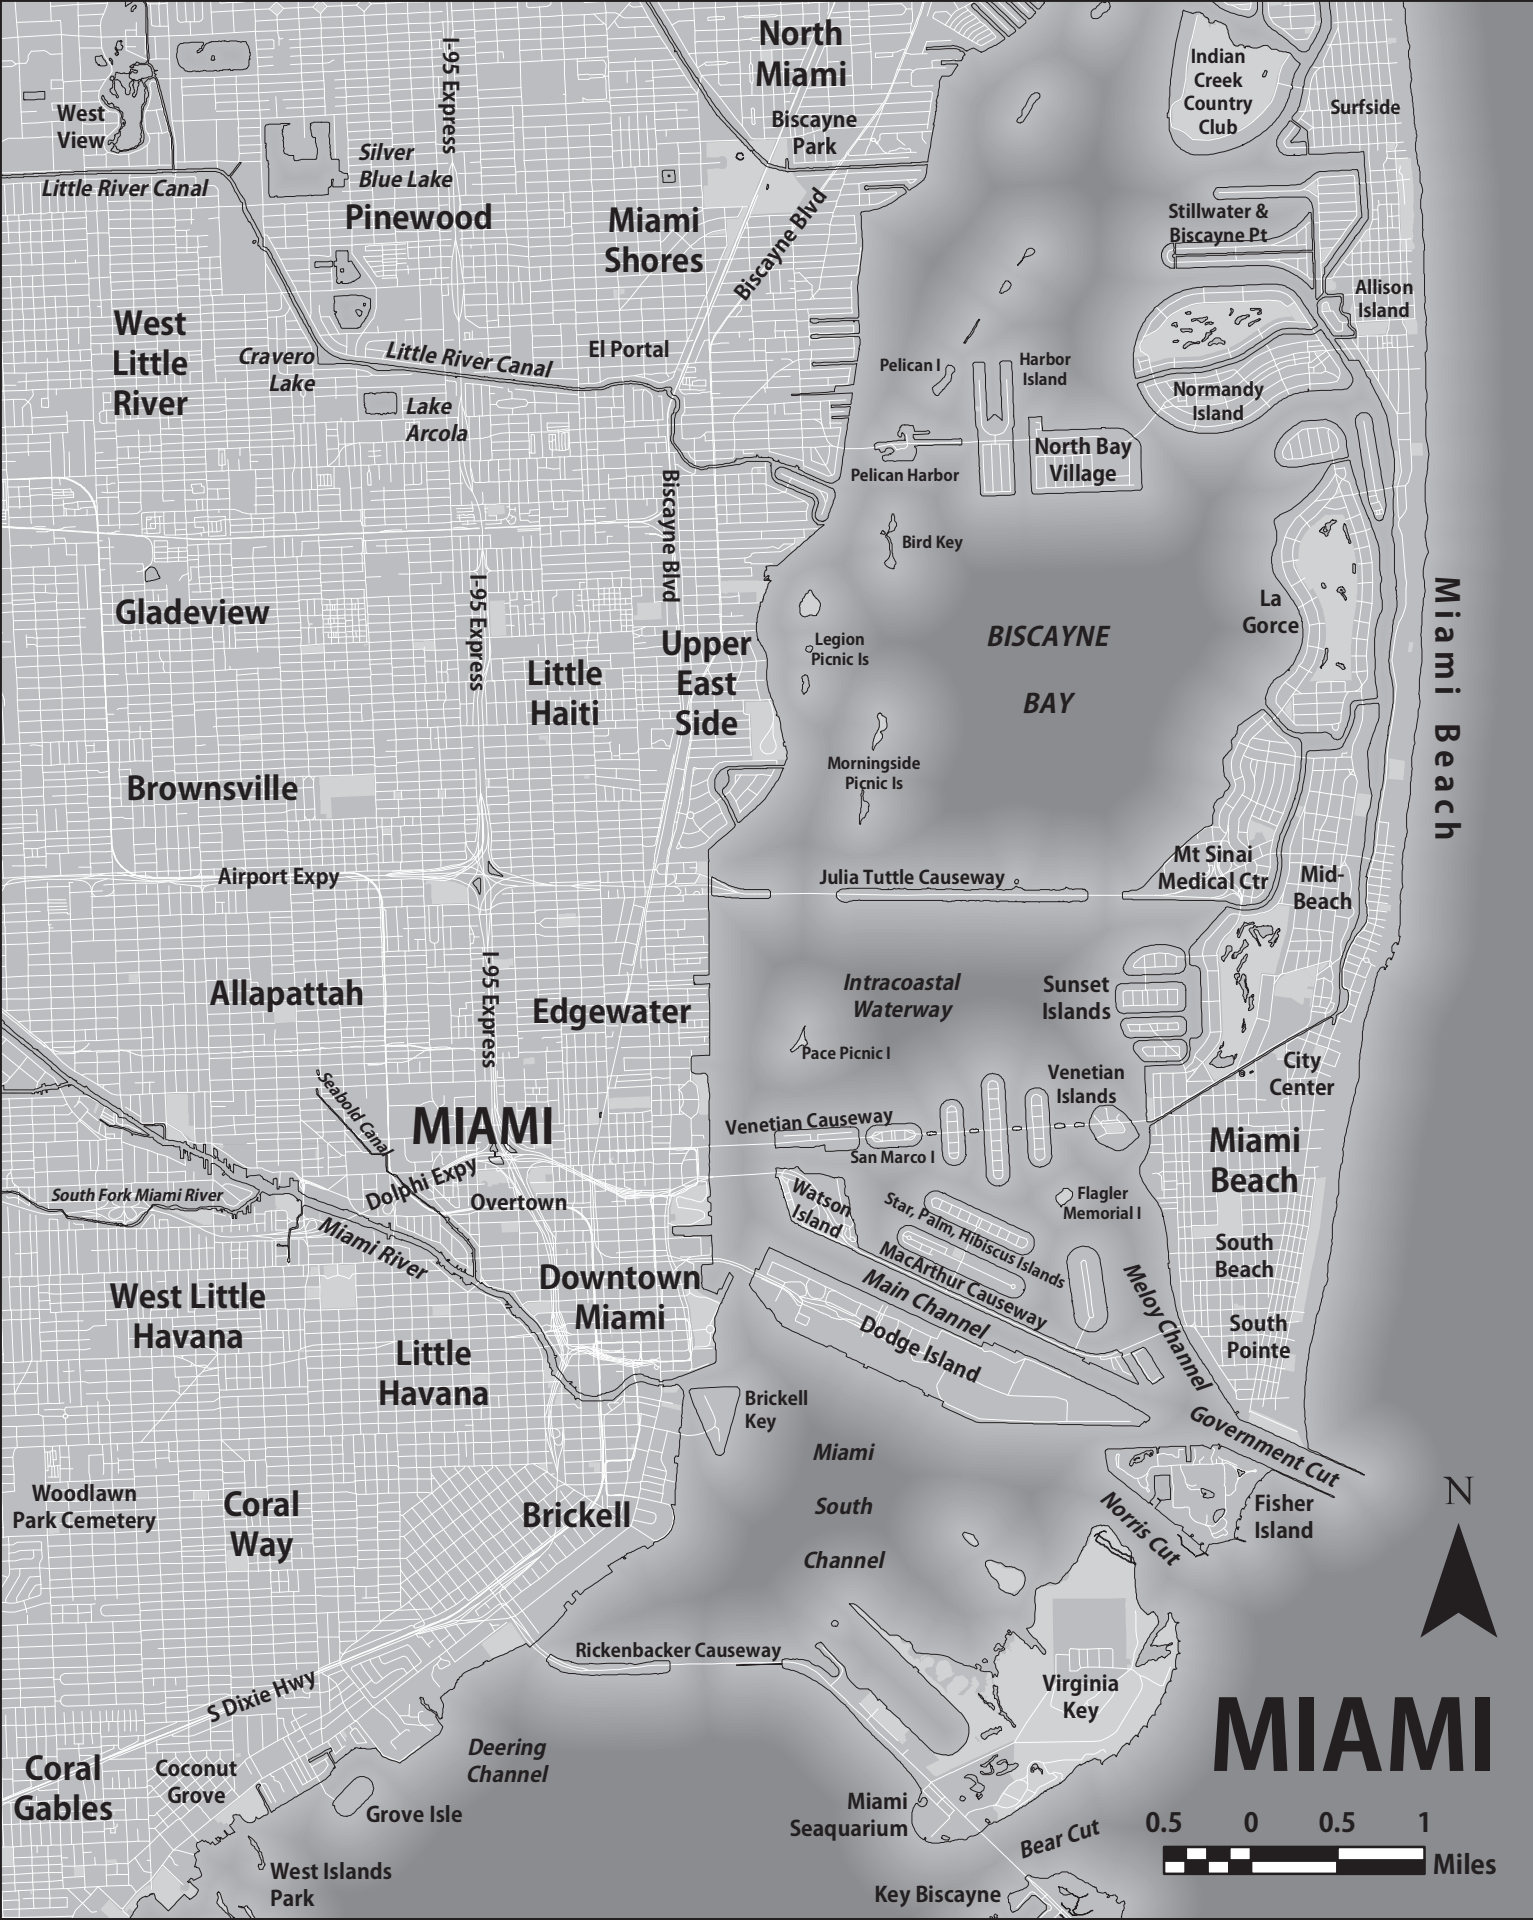 North
Miami
Indian
Creek
Country
Club
I-95 Express
Surfside
West
View
Biscayne
Park
Silver
Blue Lake
Little River Canal
Pinewood
Miami
Shores
Biscayne Blvd
Stillwater &
Biscayne Pt
Allison
Island
West
Little
River
Cravero
Lake
Little River Canal
El Portal
Pelican I
Harbor
Island
Normandy
Island
Lake
Arcola
North Bay
Village
Pelican Harbor
Biscayne Blvd
Bird Key
Gladeview
I-95 Express
La
Gorce
Miami Beach
Legion
Picnic Is
BISCAYNE
BAY
Upper
East
Side
Little
Haiti
Morningside
Picnic Is
Brownsville
Airport Expy
Julia Tuttle Causeway
Mt Sinai
Medical Ctr
Mid-
Beach
Allapattah
I-95 Express
Edgewater
Intracoastal
Waterway
Sunset
Islands
Pace Picnic I
City
Center
Venetian
Islands
Seabold Canal
MIAMI
Venetian Causeway
San Marco I
Miami
Beach
Dolphi Expy
Overtown
South Fork Miami River
Miami River
Watson
Island
Star, Palm, Hibiscus Islands
Flagler
Memorial I
MacArthur Causeway
Main Channel
Dodge Island
Meloy Channel
South
Beach
South
Pointe
Downtown
Miami
West Little
Havana
Little
Havana
Brickell
Key
Government Cut
Miami
South
Channel
Woodlawn
Park Cemetery
Coral
Way
Brickell
Norris Cut
Fisher
Island
N
Rickenbacker Causeway
Virginia
Key
S Dixie Hwy
Deering
Channel
Coral
Gables
Coconut
Grove
Grove Isle
Miami
Seaquarium
Bear Cut
West Islands
Park
Key Biscayne
MIAMI
0.5 0 0.5 1
Miles